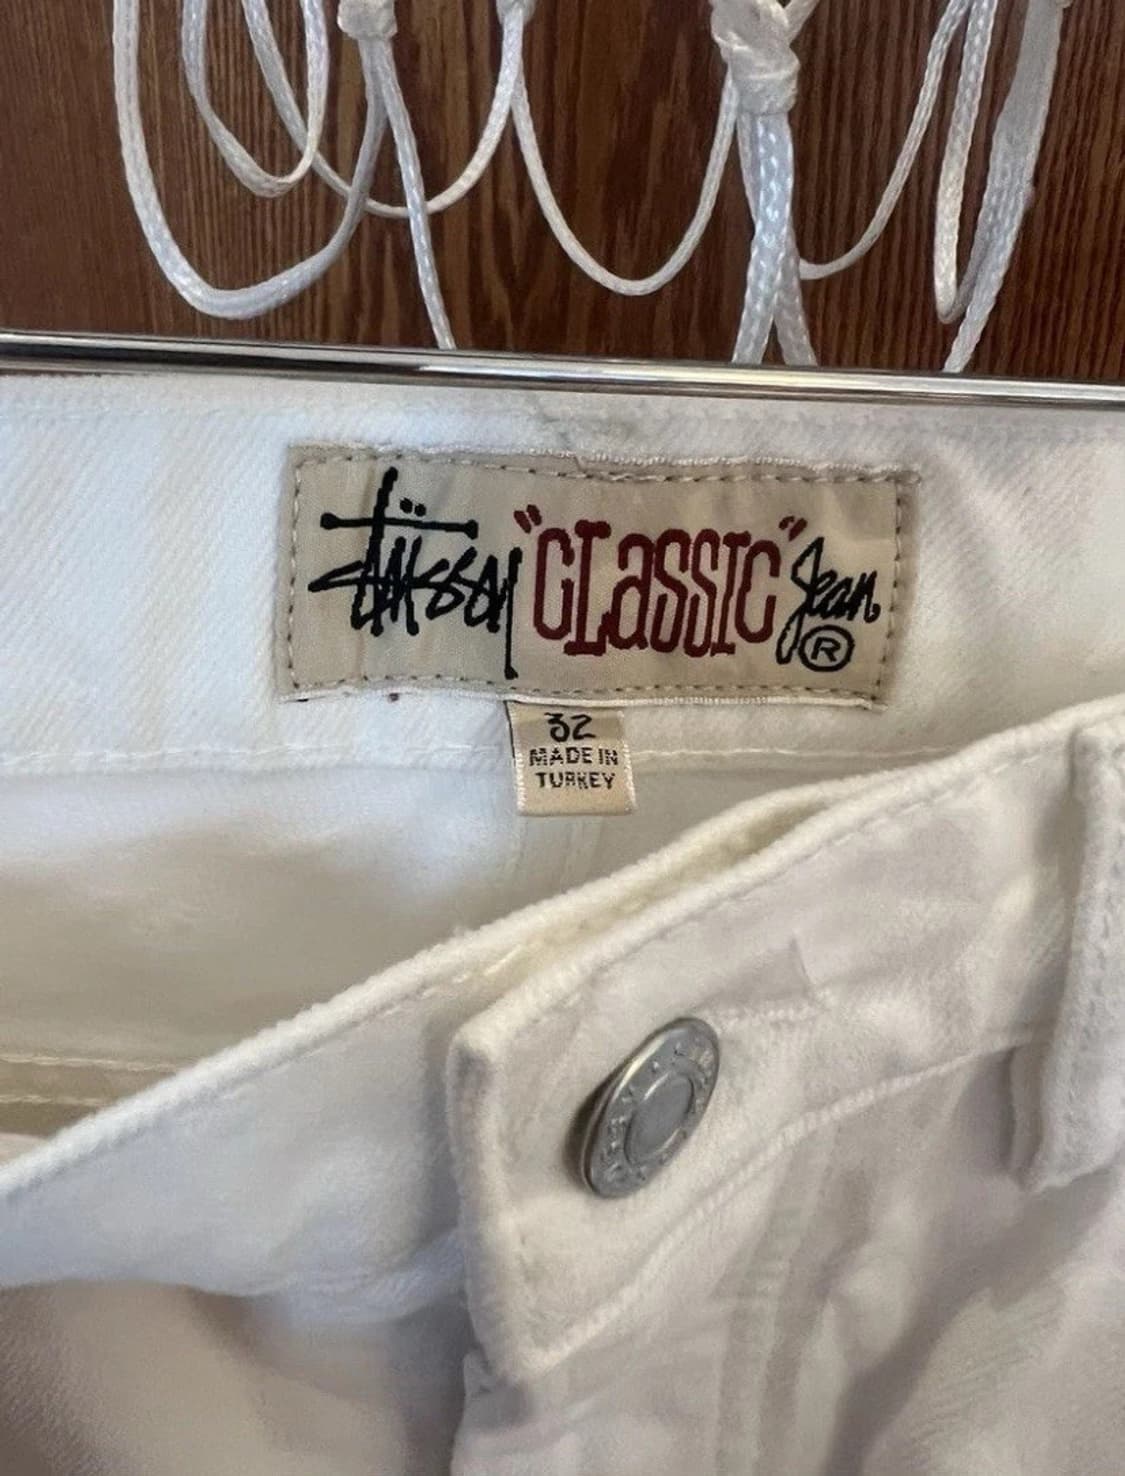 Stüssy "CLaSSIC" Jean ®
32
MADE IN
TURKEY